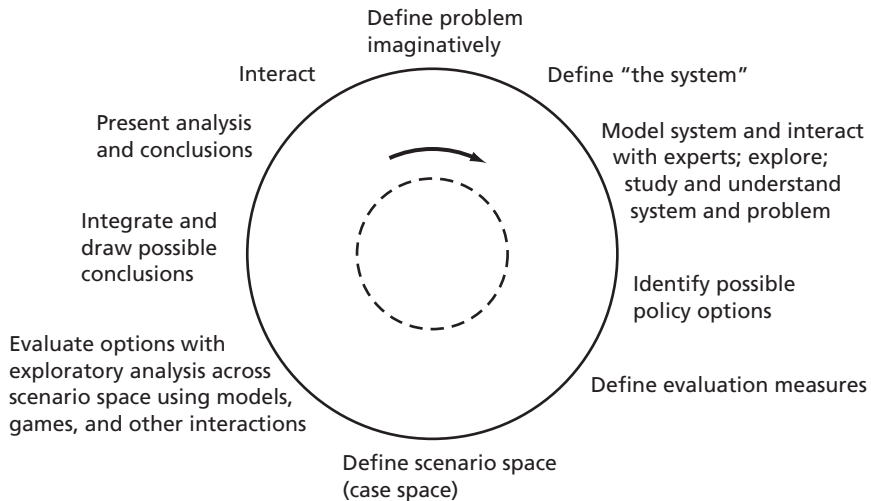 Define problem
imaginatively
Define “the system”
Model system and interact
with experts; explore;
study and understand
system and problem
Identify possible
policy options
Define evaluation measures
Define scenario space
(case space)
Evaluate options with
exploratory analysis across
scenario space using models,
games, and other interactions
Integrate and
draw possible
conclusions
Present analysis
and conclusions
Interact